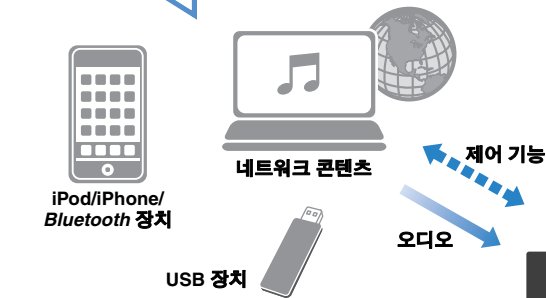 네트워크 콘텐츠
제어 기능
iPod/iPhone/
Bluetooth 장치
오디오
USB 장치